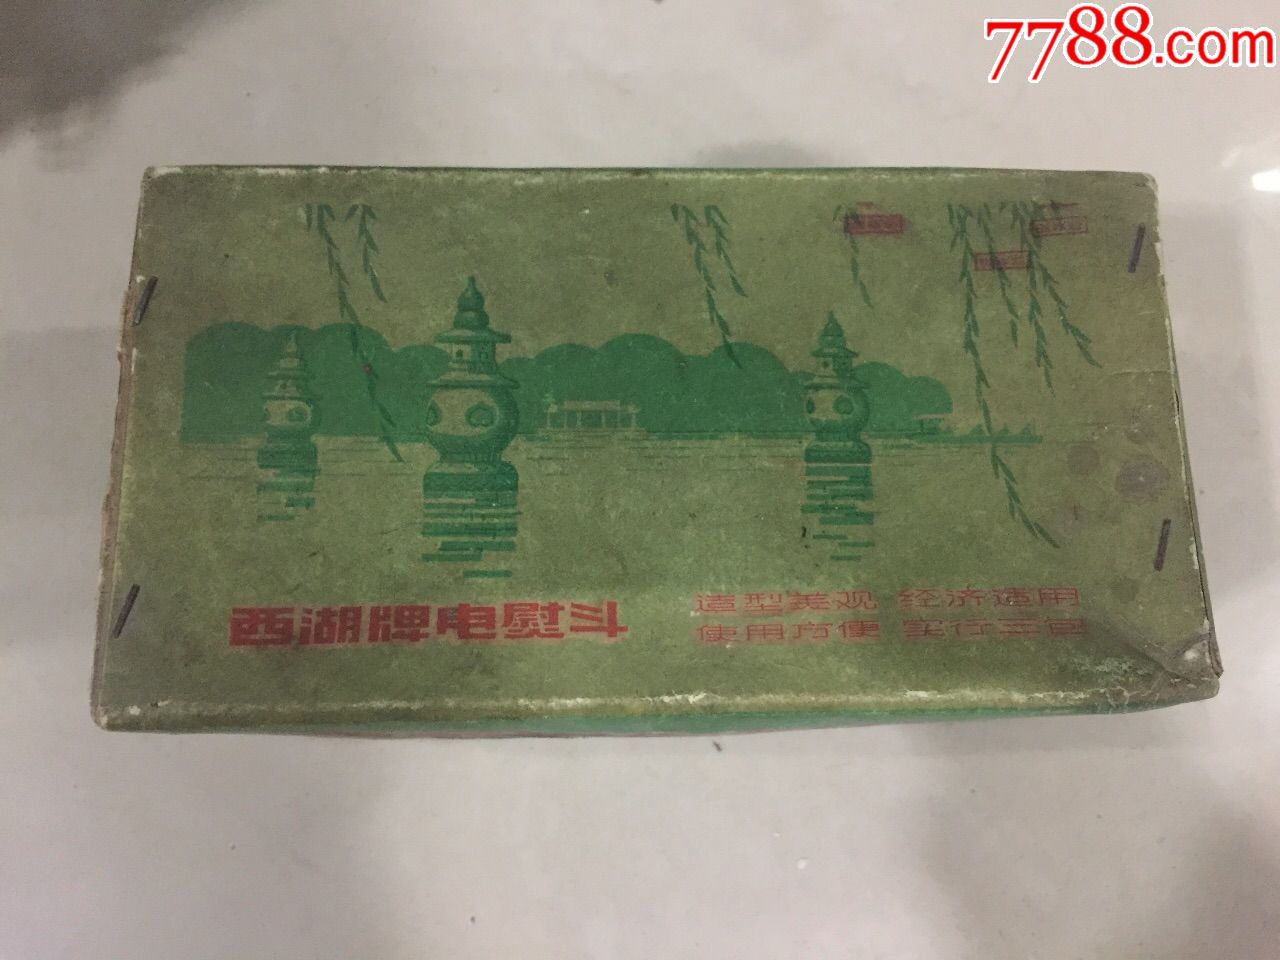 7788.com
西湖牌电熨斗
造型美观 经济适用
使用方便 实行三包